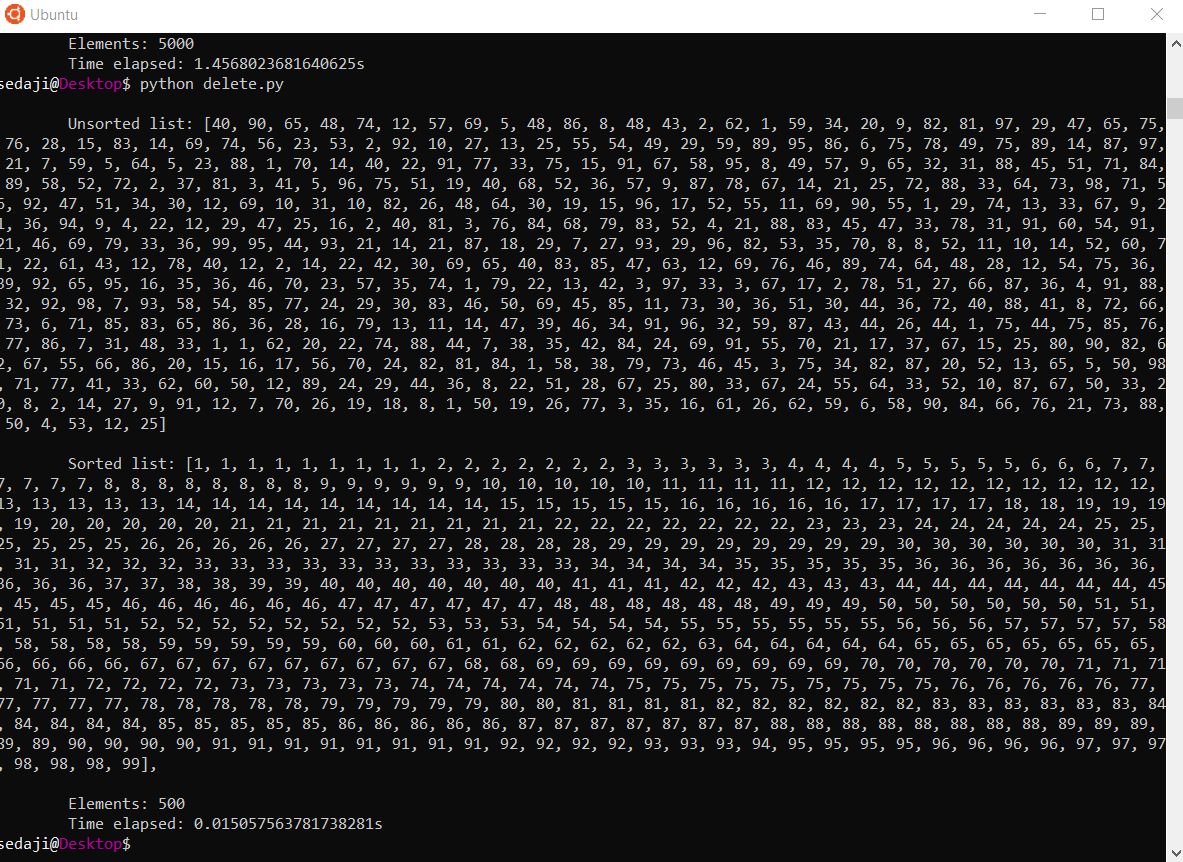 Ubuntu
Elements: 5000
Time elapsed: 1.4568023681640625s
sedaji@Desktop$ python delete.py
Unsorted list: [40, 90, 65, 48, 74, 12, 57, 69, 5, 48, 86, 8, 48, 43, 2, 62, 1, 59, 34, 20, 9, 82, 81, 97, 29, 47, 65, 75,
76, 28, 15, 83, 14, 69, 74, 56, 23, 53, 2, 92, 10, 27, 13, 25, 55, 54, 49, 29, 59, 89, 95, 86, 6, 75, 78, 49, 75, 89, 14, 87, 97,
21, 7, 59, 5, 64, 5, 23, 88, 1, 70, 14, 40, 22, 91, 77, 33, 75, 15, 91, 67, 58, 95, 8, 49, 57, 9, 65, 32, 31, 88, 45, 51, 71, 84,
89, 58, 52, 72, 2, 37, 81, 3, 41, 5, 96, 75, 51, 19, 40, 68, 52, 36, 57, 9, 87, 78, 67, 14, 21, 25, 72, 88, 33, 64, 73, 98, 71, 5
5, 92, 47, 51, 34, 30, 12, 69, 10, 31, 10, 82, 26, 48, 64, 30, 19, 15, 96, 17, 52, 55, 11, 69, 90, 55, 1, 29, 74, 13, 33, 67, 9, 2
1, 36, 94, 9, 4, 22, 12, 29, 47, 25, 16, 2, 40, 81, 3, 76, 84, 68, 79, 83, 52, 4, 21, 88, 83, 45, 47, 33, 78, 31, 91, 60, 54, 91,
21, 46, 69, 79, 33, 36, 99, 95, 44, 93, 21, 14, 21, 87, 18, 29, 7, 27, 93, 29, 96, 82, 53, 35, 70, 8, 8, 52, 11, 10, 14, 52, 60, 7
1, 22, 61, 43, 12, 78, 40, 12, 2, 14, 22, 42, 30, 69, 65, 40, 83, 85, 47, 63, 12, 69, 76, 46, 89, 74, 64, 48, 28, 12, 54, 75, 36,
39, 92, 65, 95, 16, 35, 36, 46, 70, 23, 57, 35, 74, 1, 79, 22, 13, 42, 3, 97, 33, 3, 67, 17, 2, 78, 51, 27, 66, 87, 36, 4, 91, 88,
32, 92, 98, 7, 93, 58, 54, 85, 77, 24, 29, 30, 83, 46, 50, 69, 45, 85, 11, 73, 30, 36, 51, 30, 44, 36, 72, 40, 88, 41, 8, 72, 66,
73, 6, 71, 85, 83, 65, 86, 36, 28, 16, 79, 13, 11, 14, 47, 39, 46, 34, 91, 96, 32, 59, 87, 43, 44, 26, 44, 1, 75, 44, 75, 85, 76,
77, 86, 7, 31, 48, 33, 1, 1, 62, 20, 22, 74, 88, 44, 7, 38, 35, 42, 84, 24, 69, 91, 55, 70, 21, 17, 37, 67, 15, 25, 80, 90, 82, 6
2, 67, 55, 66, 86, 20, 15, 16, 17, 56, 70, 24, 82, 81, 84, 1, 58, 38, 79, 73, 46, 45, 3, 75, 34, 82, 87, 20, 52, 13, 65, 5, 50, 98
, 71, 77, 41, 33, 62, 60, 50, 12, 89, 24, 29, 44, 36, 8, 22, 51, 28, 67, 25, 80, 33, 67, 24, 55, 64, 33, 52, 10, 87, 67, 50, 33, 2
0, 8, 2, 14, 27, 9, 91, 12, 7, 70, 26, 19, 18, 8, 1, 50, 19, 26, 77, 3, 35, 16, 61, 26, 62, 59, 6, 58, 90, 84, 66, 76, 21, 73, 88,
50, 4, 53, 12, 25]
Sorted list: [1, 1, 1, 1, 1, 1, 1, 1, 1, 2, 2, 2, 2, 2, 2, 2, 3, 3, 3, 3, 3, 3, 4, 4, 4, 4, 5, 5, 5, 5, 5, 6, 6, 6, 7, 7,
7, 7, 7, 7, 8, 8, 8, 8, 8, 8, 8, 8, 9, 9, 9, 9, 9, 9, 10, 10, 10, 10, 10, 11, 11, 11, 11, 12, 12, 12, 12, 12, 12, 12, 12, 12, 12,
13, 13, 13, 13, 13, 14, 14, 14, 14, 14, 14, 14, 14, 14, 15, 15, 15, 15, 15, 16, 16, 16, 16, 16, 17, 17, 17, 17, 18, 18, 19, 19, 19
, 19, 20, 20, 20, 20, 20, 21, 21, 21, 21, 21, 21, 21, 21, 21, 22, 22, 22, 22, 22, 22, 22, 23, 23, 23, 24, 24, 24, 24, 24, 25, 25,
25, 25, 25, 25, 26, 26, 26, 26, 26, 27, 27, 27, 27, 28, 28, 28, 28, 29, 29, 29, 29, 29, 29, 29, 29, 30, 30, 30, 30, 30, 30, 31, 31
, 31, 31, 32, 32, 32, 33, 33, 33, 33, 33, 33, 33, 33, 33, 33, 33, 34, 34, 34, 34, 35, 35, 35, 35, 35, 36, 36, 36, 36, 36, 36, 36,
36, 36, 36, 37, 37, 38, 38, 39, 39, 40, 40, 40, 40, 40, 40, 40, 41, 41, 41, 42, 42, 42, 43, 43, 43, 44, 44, 44, 44, 44, 44, 44, 45
, 45, 45, 45, 46, 46, 46, 46, 46, 46, 47, 47, 47, 47, 47, 47, 48, 48, 48, 48, 48, 48, 49, 49, 49, 50, 50, 50, 50, 50, 50, 51, 51,
51, 51, 51, 51, 52, 52, 52, 52, 52, 52, 52, 52, 53, 53, 53, 54, 54, 54, 54, 55, 55, 55, 55, 55, 55, 56, 56, 56, 57, 57, 57, 57, 58
, 58, 58, 58, 58, 59, 59, 59, 59, 59, 60, 60, 60, 61, 61, 62, 62, 62, 62, 62, 63, 64, 64, 64, 64, 64, 65, 65, 65, 65, 65, 65, 65,
66, 66, 66, 66, 67, 67, 67, 67, 67, 67, 67, 67, 67, 68, 68, 69, 69, 69, 69, 69, 69, 69, 69, 69, 70, 70, 70, 70, 70, 70, 71, 71, 71
, 71, 71, 72, 72, 72, 72, 73, 73, 73, 73, 73, 74, 74, 74, 74, 74, 74, 75, 75, 75, 75, 75, 75, 75, 75, 75, 76, 76, 76, 76, 76, 77,
77, 77, 77, 77, 78, 78, 78, 78, 78, 79, 79, 79, 79, 79, 80, 80, 81, 81, 81, 81, 82, 82, 82, 82, 82, 82, 83, 83, 83, 83, 83, 83, 84
, 84, 84, 84, 84, 85, 85, 85, 85, 85, 86, 86, 86, 86, 86, 87, 87, 87, 87, 87, 87, 87, 88, 88, 88, 88, 88, 88, 88, 88, 89, 89, 89,
89, 89, 90, 90, 90, 90, 91, 91, 91, 91, 91, 91, 91, 91, 92, 92, 92, 92, 93, 93, 93, 94, 95, 95, 95, 95, 96, 96, 96, 96, 97, 97, 97
, 98, 98, 98, 99],
Elements: 500
Time elapsed: 0.015057563781738281s
sedaji@Desktop$